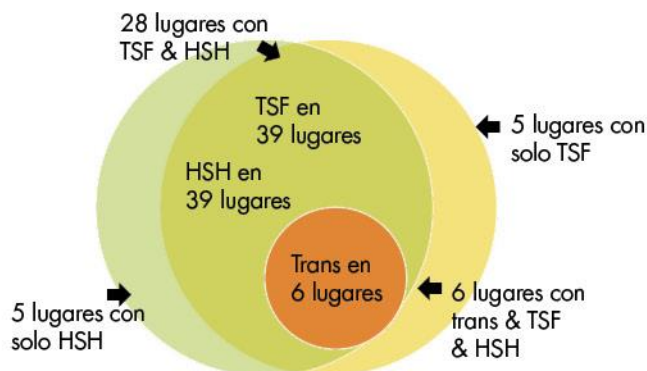 28 lugares con
TSF & HSH
TSF en
39 lugares
5 lugares con
solo TSF
HSH en
39 lugares
Trans en
6 lugares
5 lugares con
solo HSH
6 lugares con
trans & TSF
& HSH